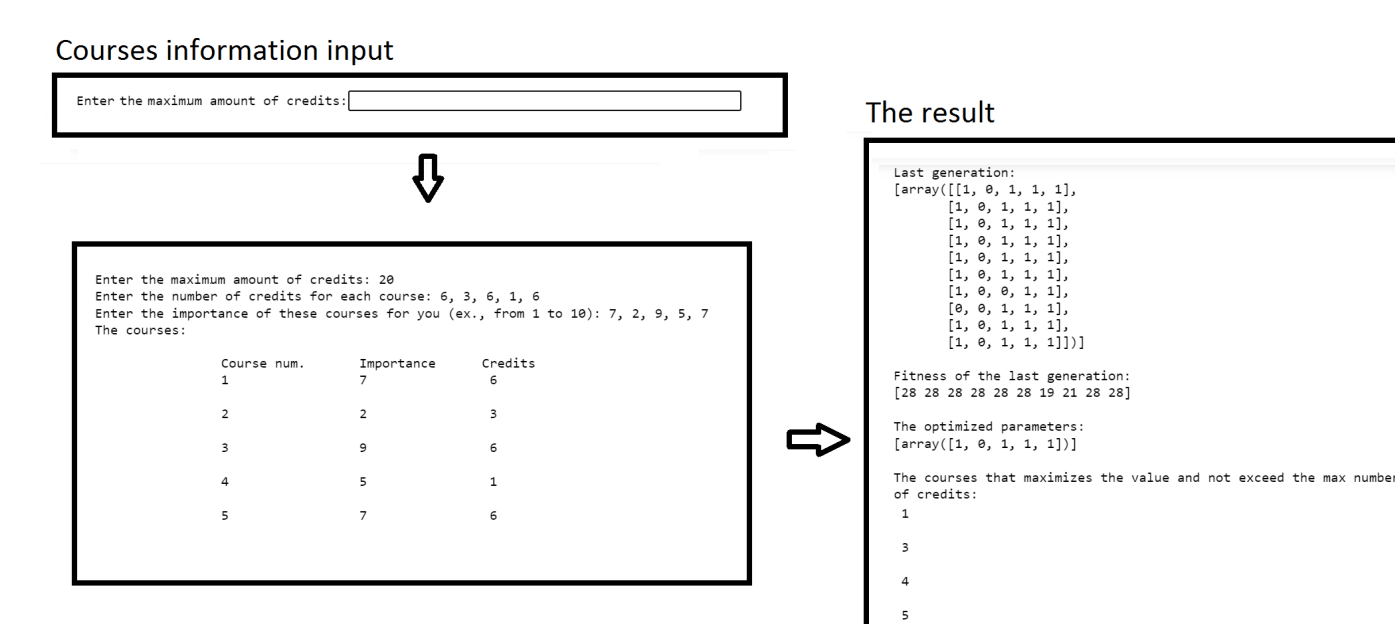 Courses information input
Enter the maximum amount of credits:
Enter the maximum amount of credits: 20
Enter the number of credits for each course: 6, 3, 6, 1, 6
Enter the importance of these courses for you (ex., from 1 to 10): 7, 2, 9, 5, 7
The courses:
Course num. Importance Credits
1 7 6
2 2 3
3 9 6
4 5 1
5 7 6
The result
Last generation:
[array([[1, 0, 1, 1, 1],
[1, 0, 1, 1, 1],
[1, 0, 1, 1, 1],
[1, 0, 1, 1, 1],
[1, 0, 1, 1, 1],
[1, 0, 1, 1, 1],
[1, 0, 0, 1, 1],
[0, 0, 1, 1, 1],
[1, 0, 1, 1, 1],
[1, 0, 1, 1, 1]])]
Fitness of the last generation:
[28 28 28 28 28 28 19 21 28 28]
The optimized parameters:
[array([1, 0, 1, 1, 1])]
The courses that maximizes the value and not exceed the max number
of credits:
1
3
4
5